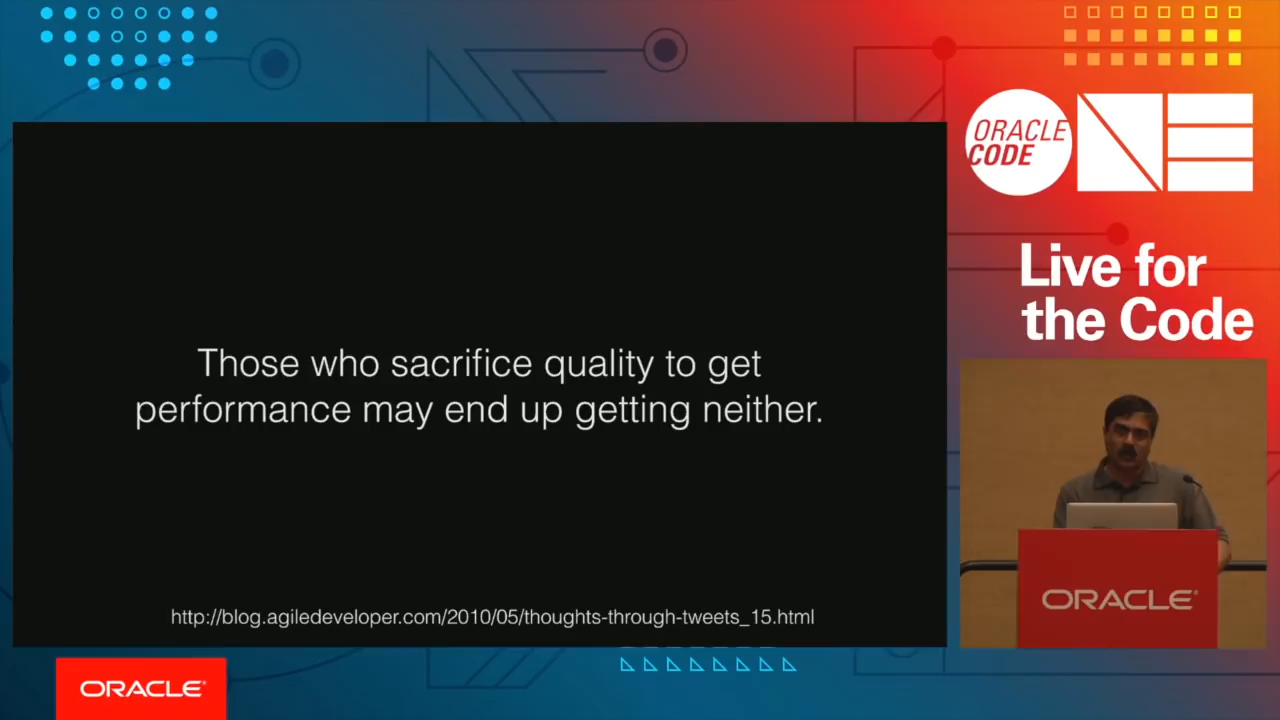 ORACLE
CODE
ONE
Live for
the Code
Those who sacrifice quality to get
performance may end up getting neither.
http://blog.agiledeveloper.com/2010/05/thoughts-through-tweets_15.html
ORACLE
ORACLE